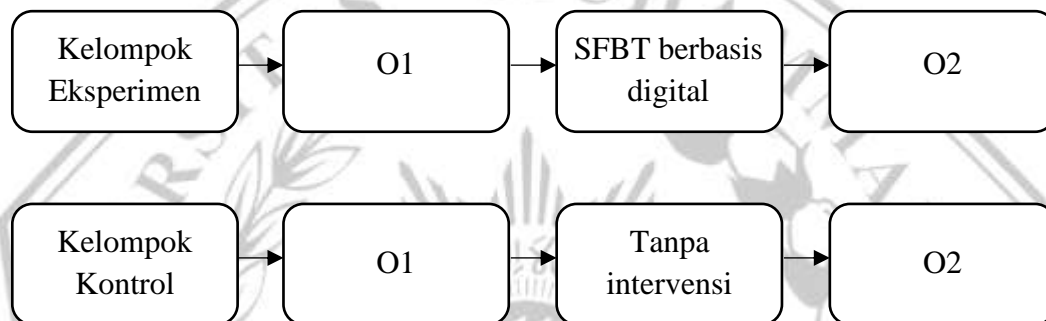 Kelompok
Eksperimen
O1
SFBT berbasis
digital
O2
Kelompok
Kontrol
O1
Tanpa
intervensi
O2